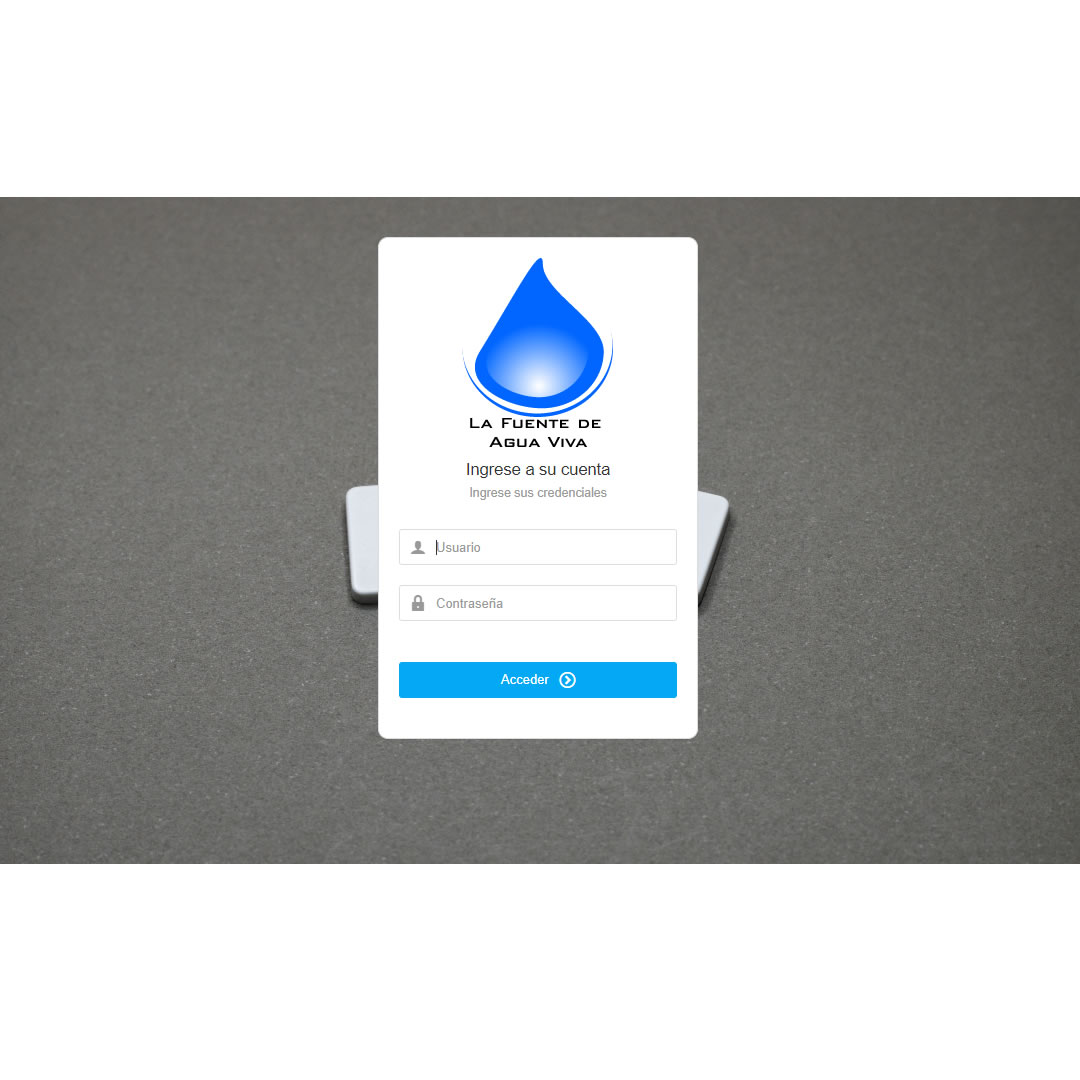 La Fuente de
Agua Viva
Ingrese a su cuenta
Ingrese sus credenciales
Usuario
Contraseña
Acceder